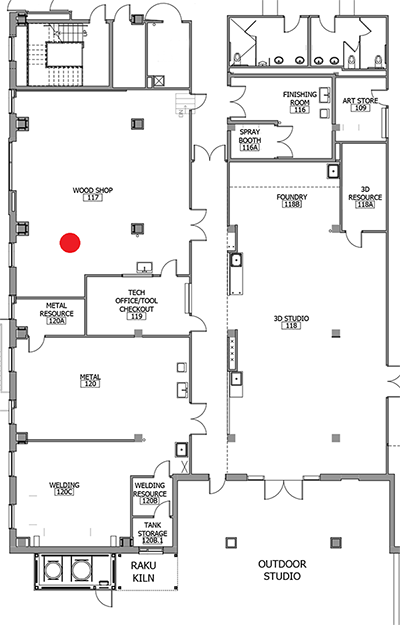 FINISHING
ROOM
116
ART STORE
109
SPRAY
BOOTH
116A
WOOD SHOP
117
FOUNDRY
118B
3D
RESOURCE
118A
TECH
OFFICE/TOOL
CHECKOUT
119
METAL
RESOURCE
120A
3D STUDIO
118
METAL
120
WELDING
120C
WELDING
RESOURCE
120B
TANK
STORAGE
120B.1
RAKU
KILN
OUTDOOR
STUDIO